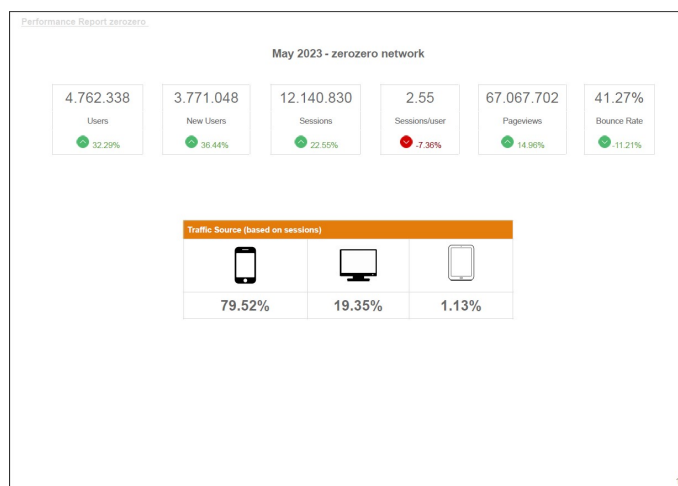 Performance Report zerozero
May 2023 - zerozero network
4.762.338 3.771.048 12.140.830 2.55 67.067.702 41.27%
Users New Users Sessions Sessions/user Pageviews Bounce Rate
32.29% 36.44% 22.55% -7.36% 14.96% -11.21%
Traffic Source (based on sessions)
79.52% 19.35% 1.13%